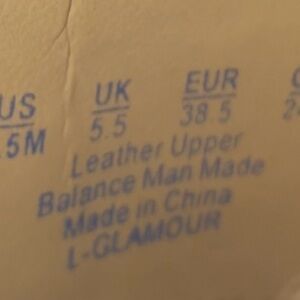 US UK EUR
.5M 5.5 38.5
Leather Upper
Balance Man Made
Made in China
L-GLAMOUR